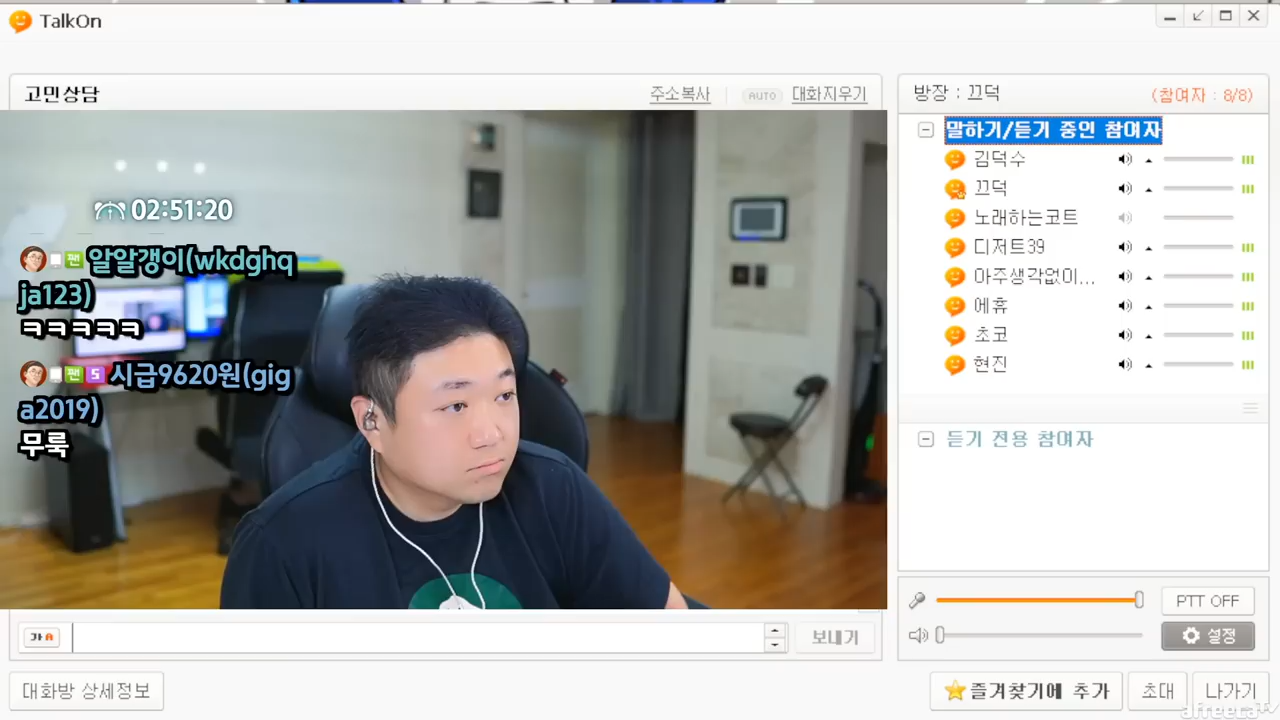 TalkOn
고민상담
주소복사
AUTO
대화지우기
방장 : 끄덕
(참여자 : 8/8)
말하기/듣기 중인 참여자
김덕수
끄덕
노래하는코트
디저트39
아주생각없이...
에휴
초코
현진
듣기 전용 참여자
02:51:20
팬 알알갱이(wkdghq
ja123)
ㅋㅋㅋㅋㅋ
팬 S 시급9620원(gig
a2019)
무룩
가A
보내기
PTT OFF
설정
대화방 상세정보
즐겨찾기에 추가
초대
나가기
afreecaTV